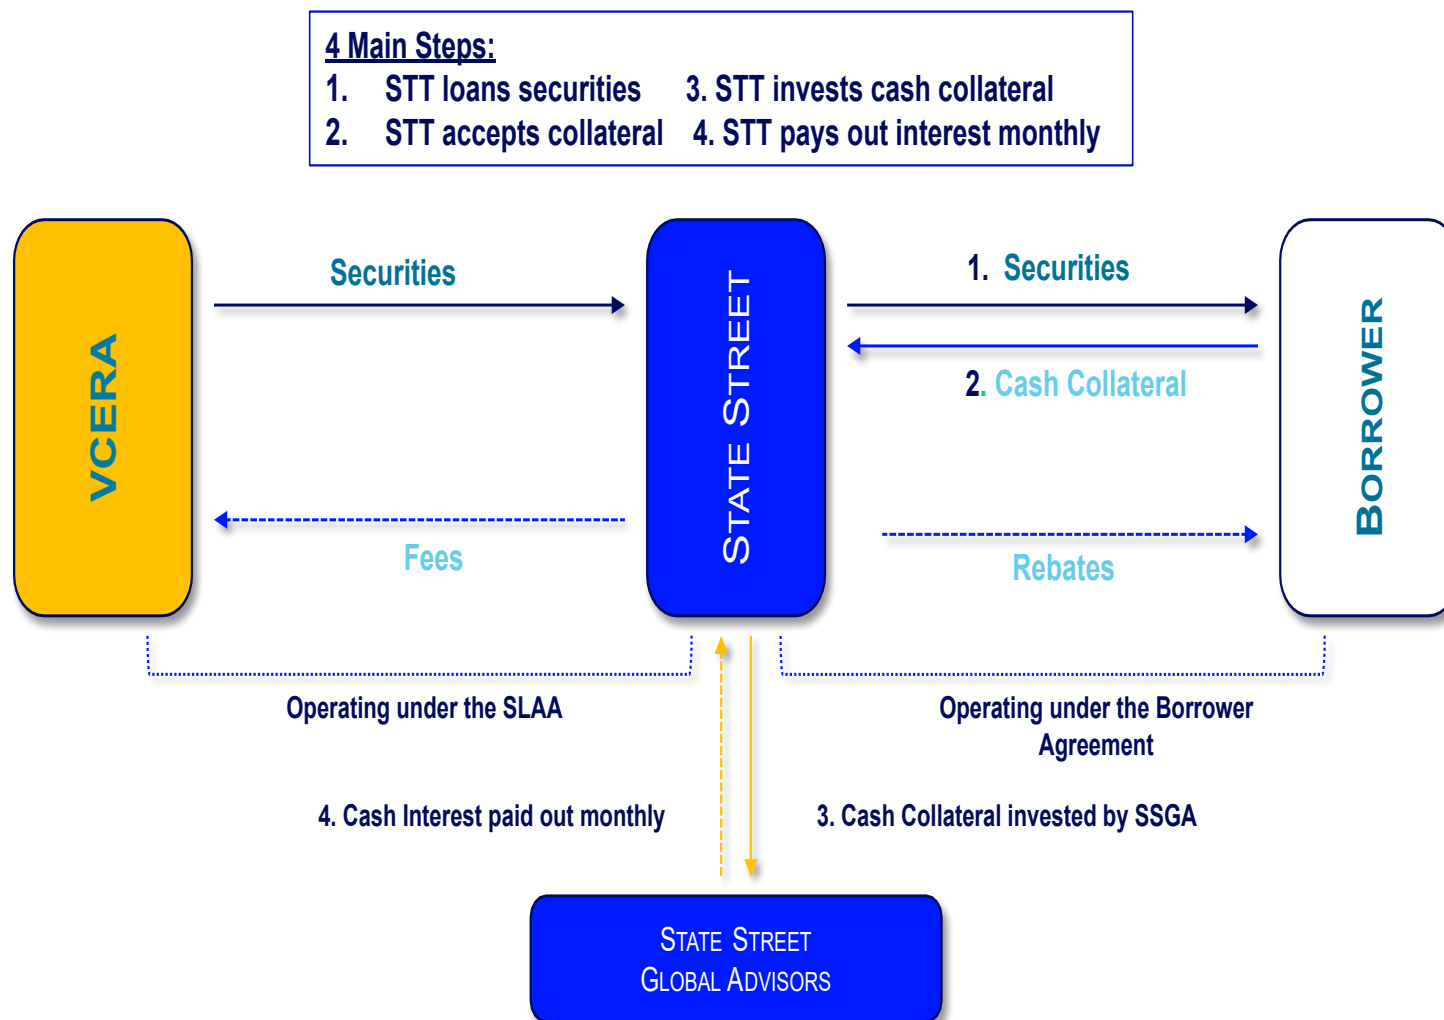 4 Main Steps:
1. STT loans securities 3. STT invests cash collateral
2. STT accepts collateral 4. STT pays out interest monthly
VCERA
Securities
STATE STREET
1. Securities
2. Cash Collateral
BORROWER
Fees
Rebates
Operating under the SLAA
Operating under the Borrower
Agreement
4. Cash Interest paid out monthly
3. Cash Collateral invested by SSGA
STATE STREET
GLOBAL ADVISORS